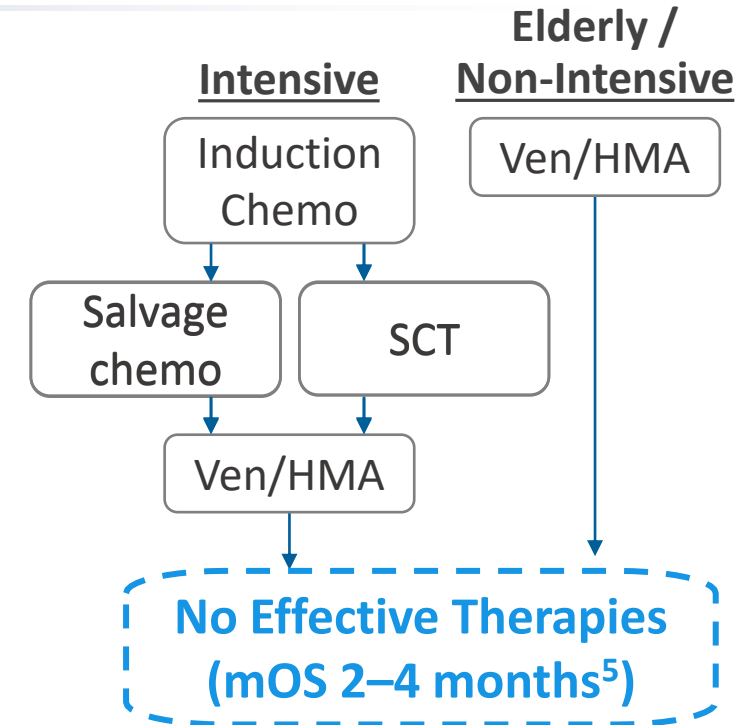 Intensive
Elderly /
Non-Intensive
Induction
Chemo
Ven/HMA
Salvage
chemo
SCT
Ven/HMA
No Effective Therapies
(mOS 2–4 months⁵)